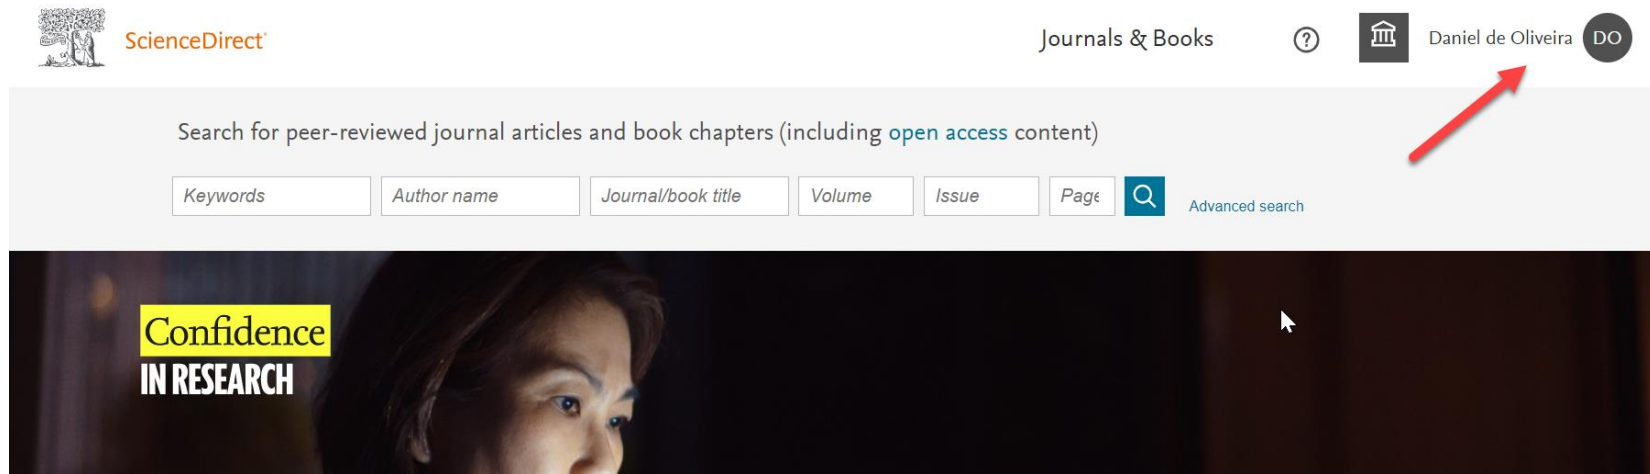 ScienceDirect
Journals & Books
?
Daniel de Oliveira
DO
Search for peer-reviewed journal articles and book chapters (including open access content)
Keywords
Author name
Journal/book title
Volume
Issue
Page
Advanced search
Confidence
IN RESEARCH